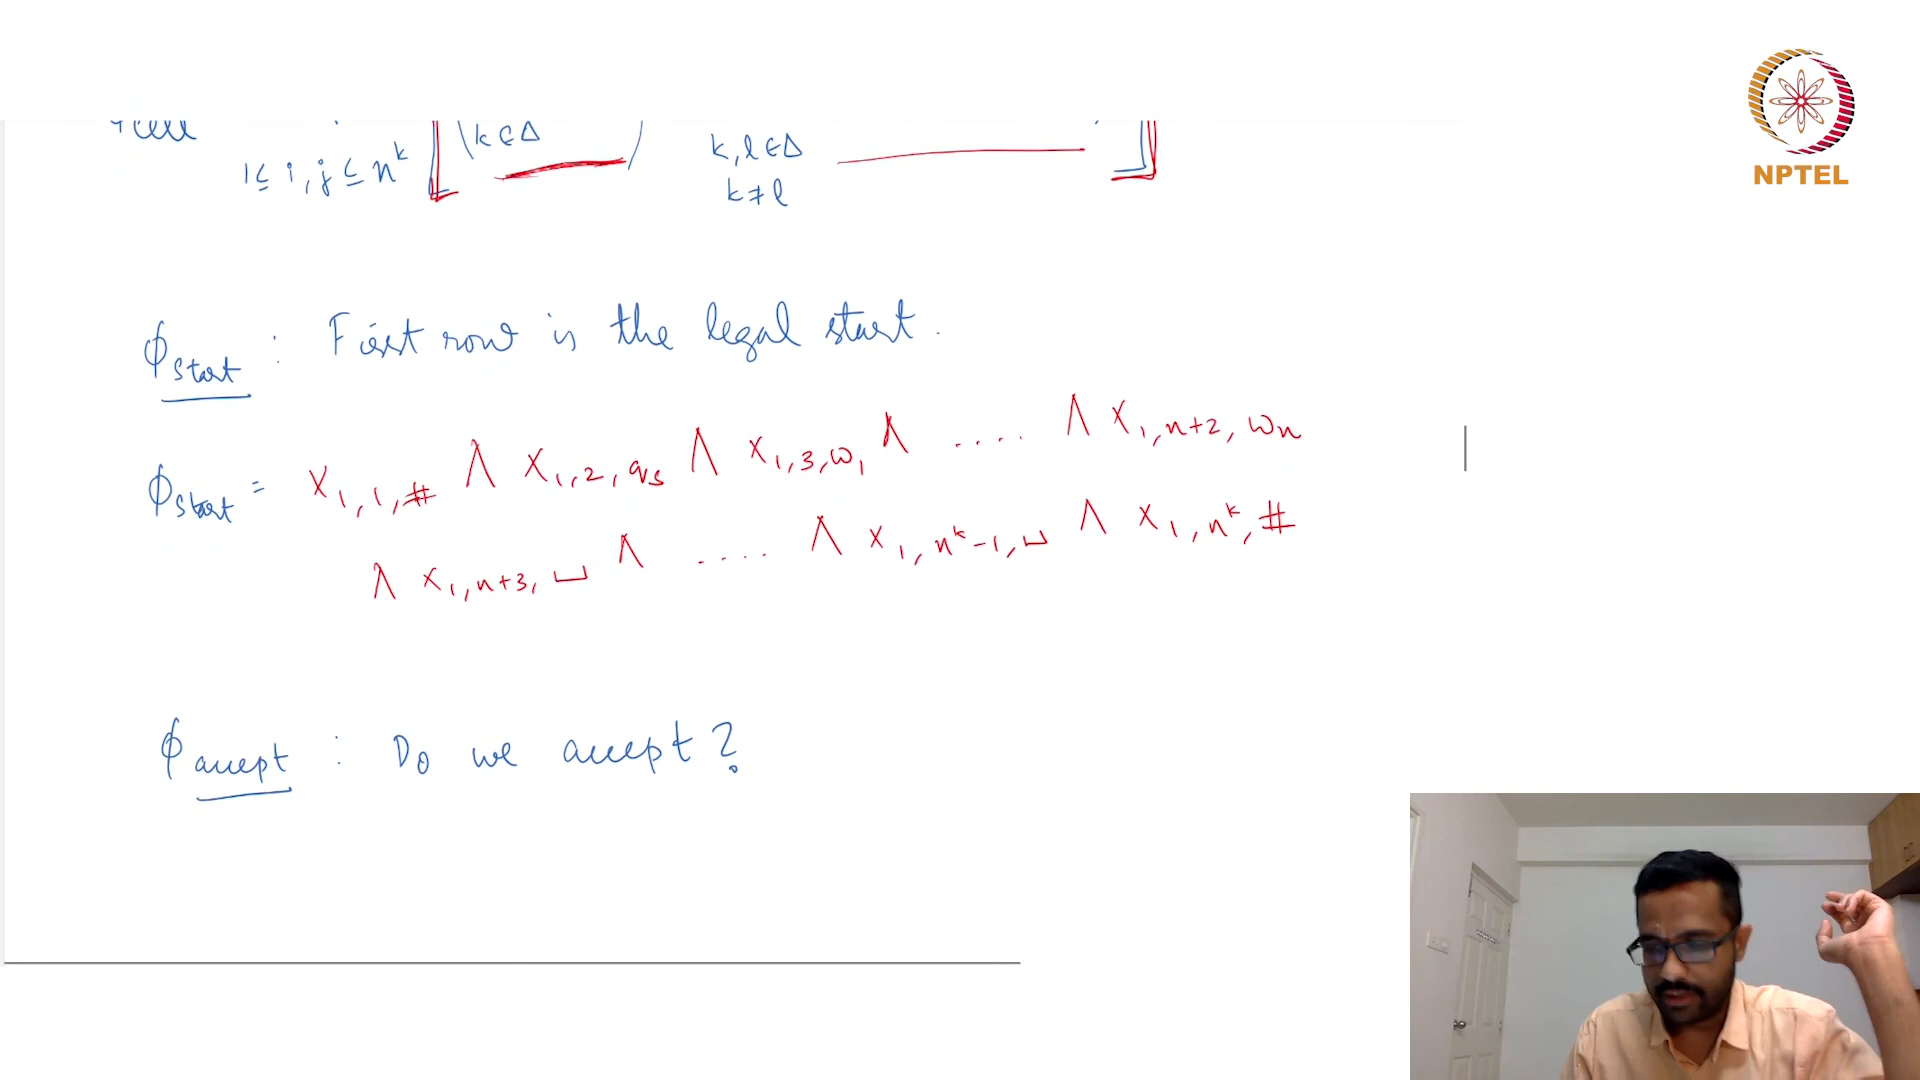 NPTEL
φcell
k∈Δ
1≤i,j≤n^k
k,l∈Δ
k≠l
φ_start : First row is the legal start.
φ_start = x_{1,1,#} ∧ x_{1,2,q_s} ∧ x_{1,3,w_1} ∧ .... ∧ x_{1,n+2,w_n}
∧ x_{1,n+3,⊔} ∧ .... ∧ x_{1,n^k-1,⊔} ∧ x_{1,n^k,#}
φ_accept : Do we accept?